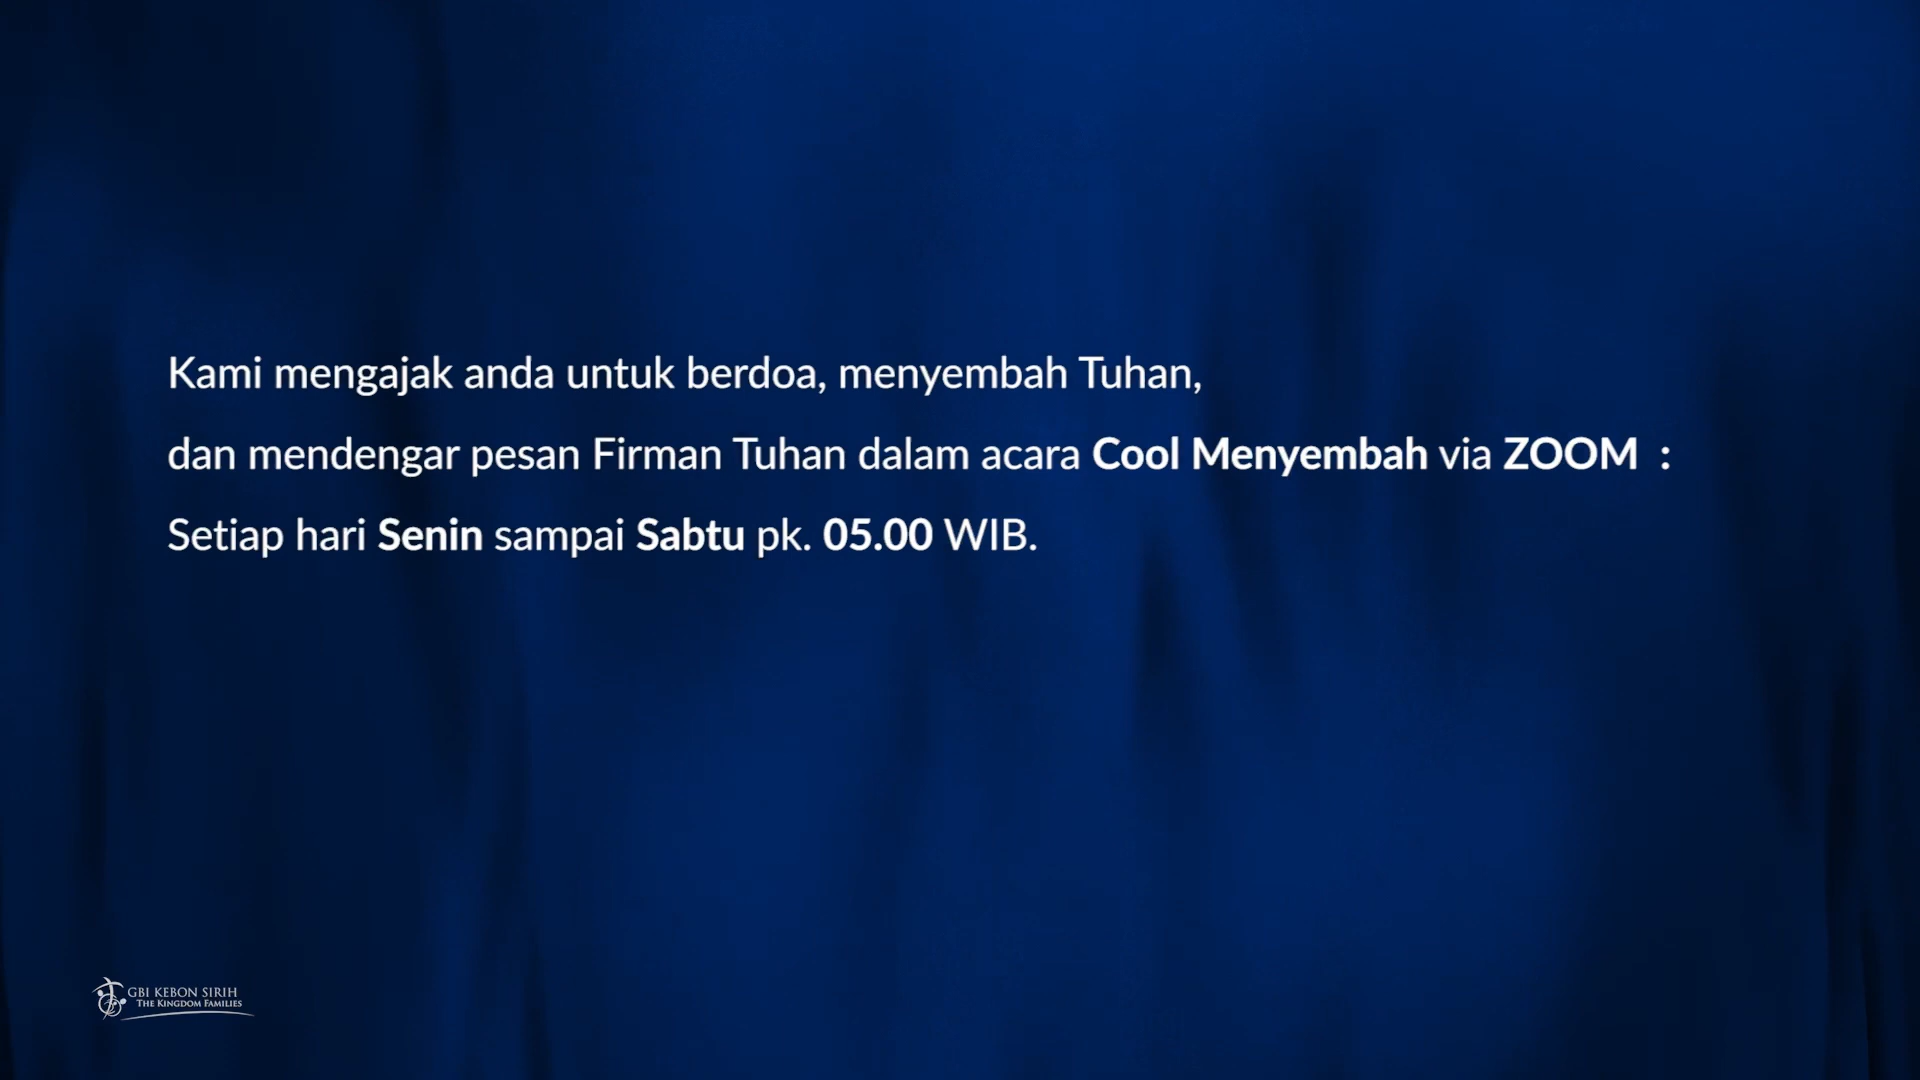 Kami mengajak anda untuk berdoa, menyembah Tuhan,
dan mendengar pesan Firman Tuhan dalam acara Cool Menyembah via ZOOM :
Setiap hari Senin sampai Sabtu pk. 05.00 WIB.
GBI KEBON SIRIH
THE KINGDOM FAMILIES